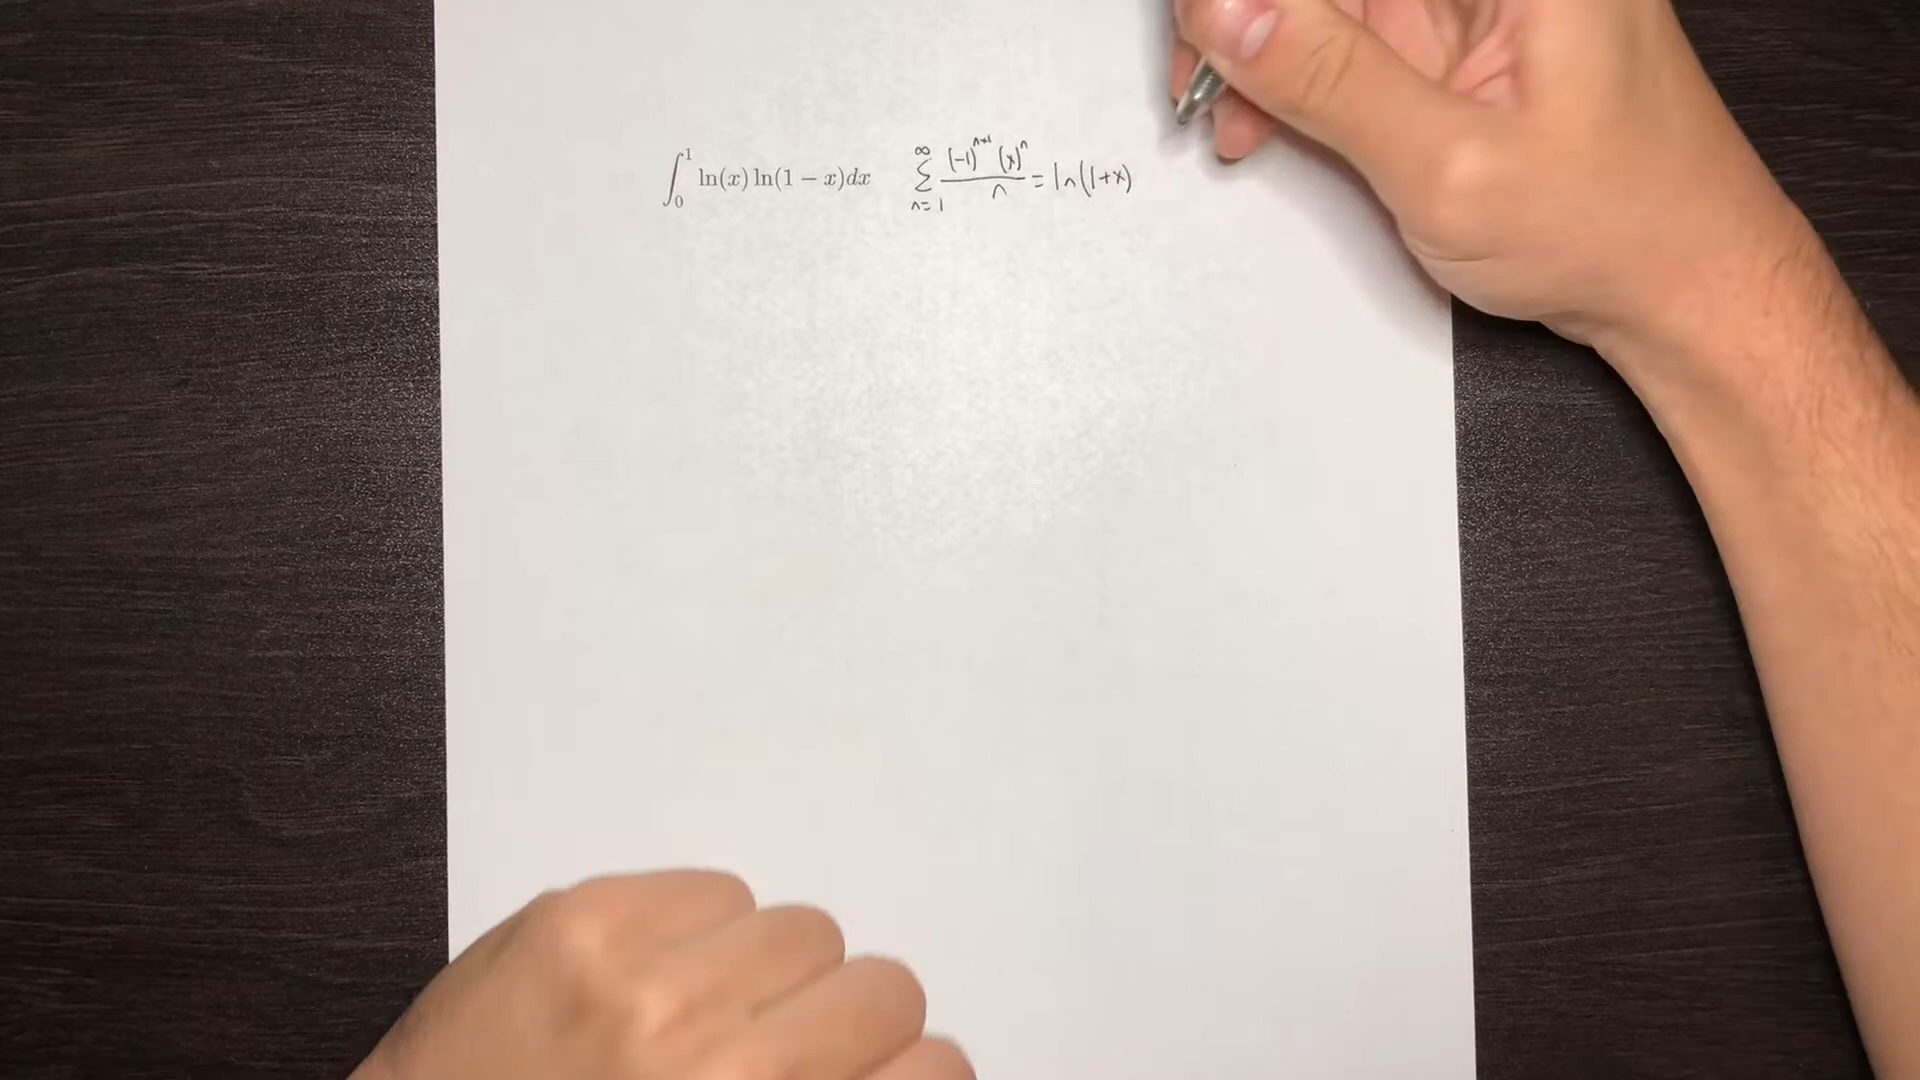 ∫₀¹ ln(x) ln(1 − x)dx   ∞ Σ n=1 (-1)ⁿ⁺¹ (x)ⁿ / n = ln(1+x)